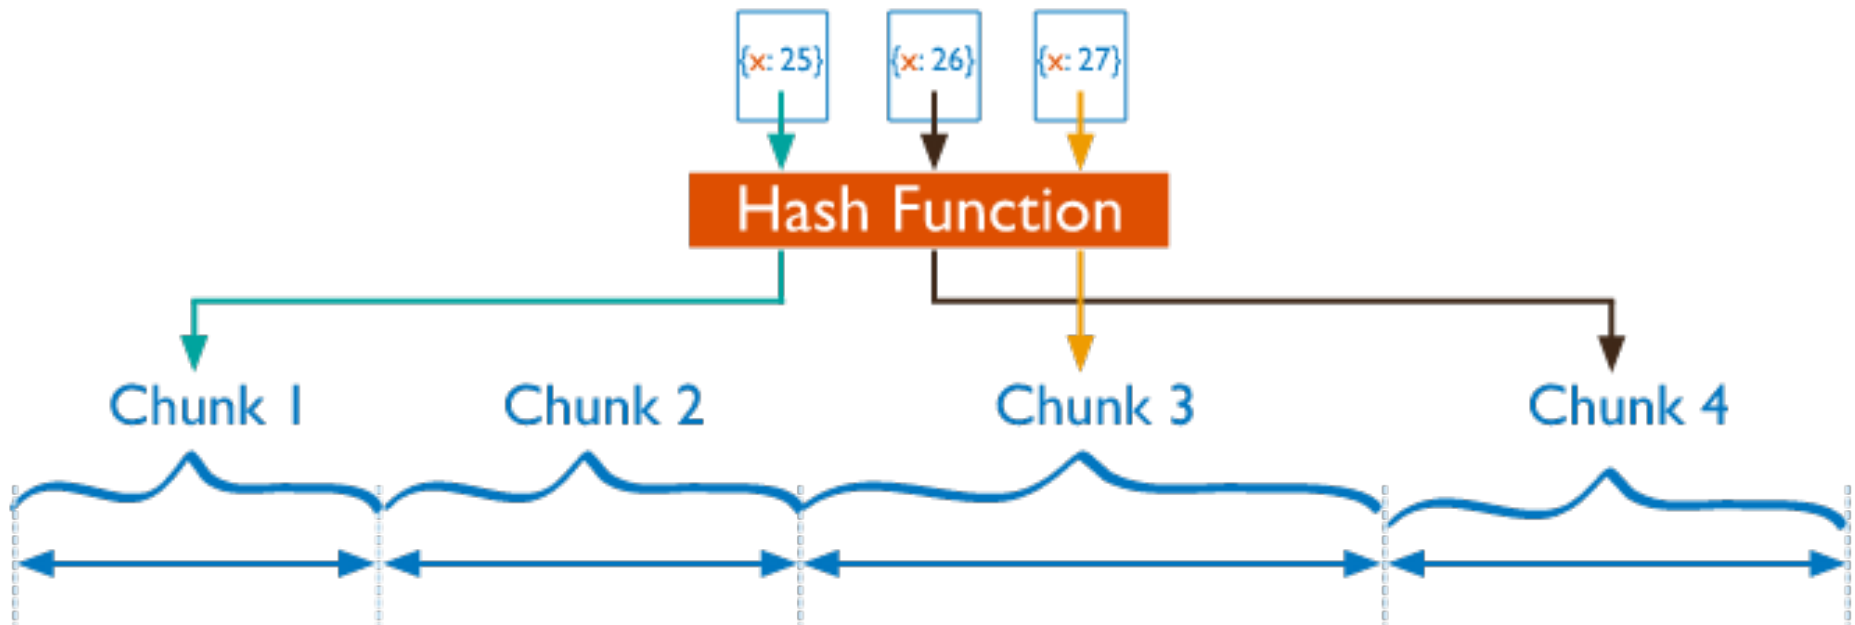 {x: 25} {x: 26} {x: 27}
Hash Function
Chunk 1 Chunk 2 Chunk 3 Chunk 4